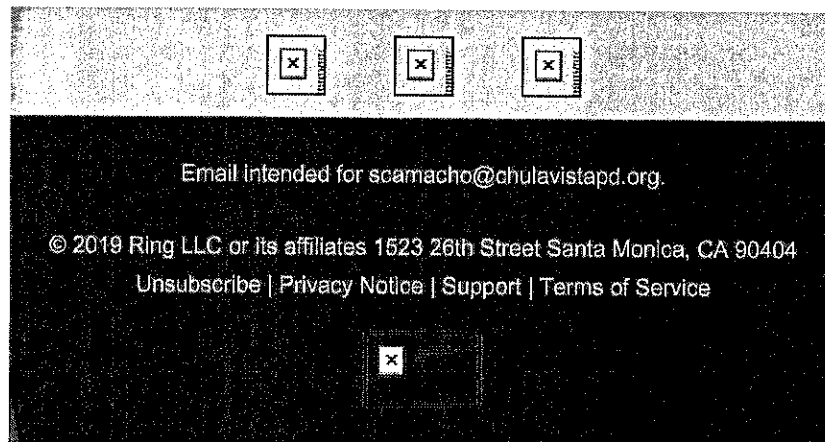 Email intended for scamacho@chulavistapd.org.
© 2019 Ring LLC or its affiliates 1523 26th Street Santa Monica, CA 90404
Unsubscribe | Privacy Notice | Support | Terms of Service